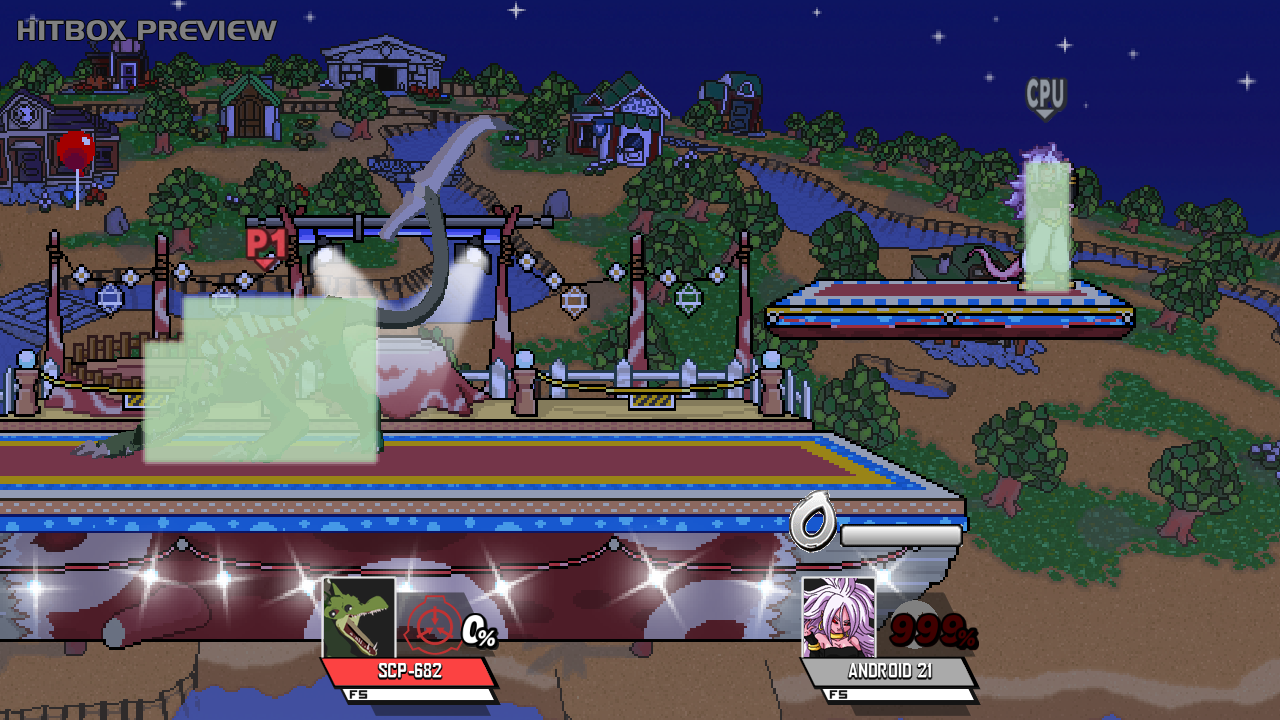 HITBOX PREVIEW
CPU
P1
0%
999%
SCP-682
ANDROID 21
FS
FS